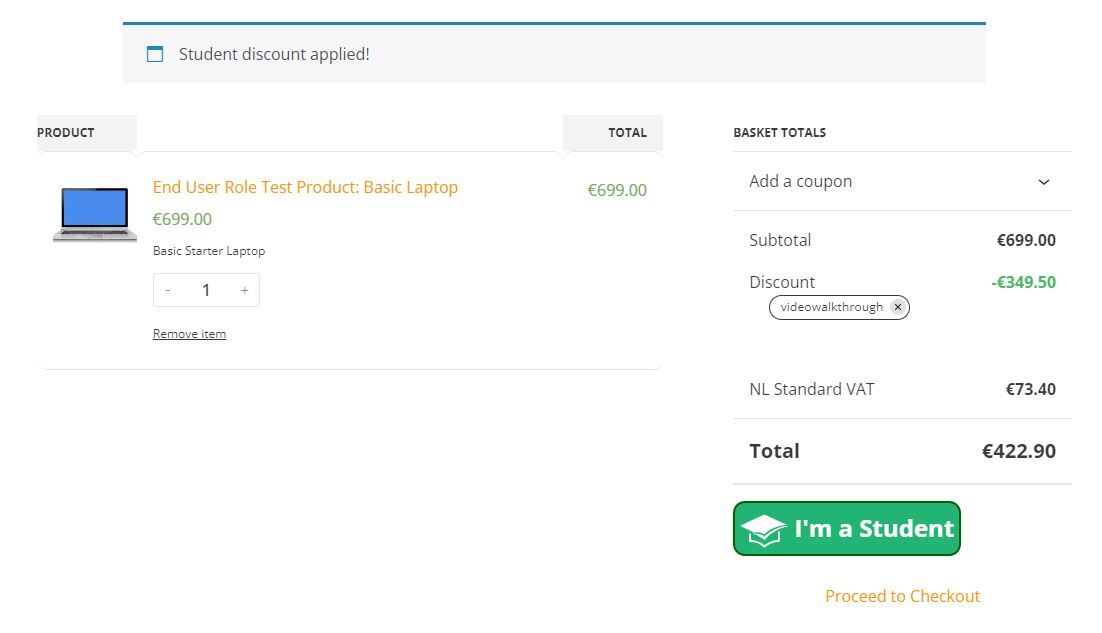 Student discount applied!
PRODUCT
TOTAL
End User Role Test Product: Basic Laptop
€699.00
€699.00
Basic Starter Laptop
- 1 +
Remove item
BASKET TOTALS
Add a coupon
Subtotal €699.00
Discount -€349.50
videowalkthrough ×
NL Standard VAT €73.40
Total €422.90
I'm a Student
Proceed to Checkout